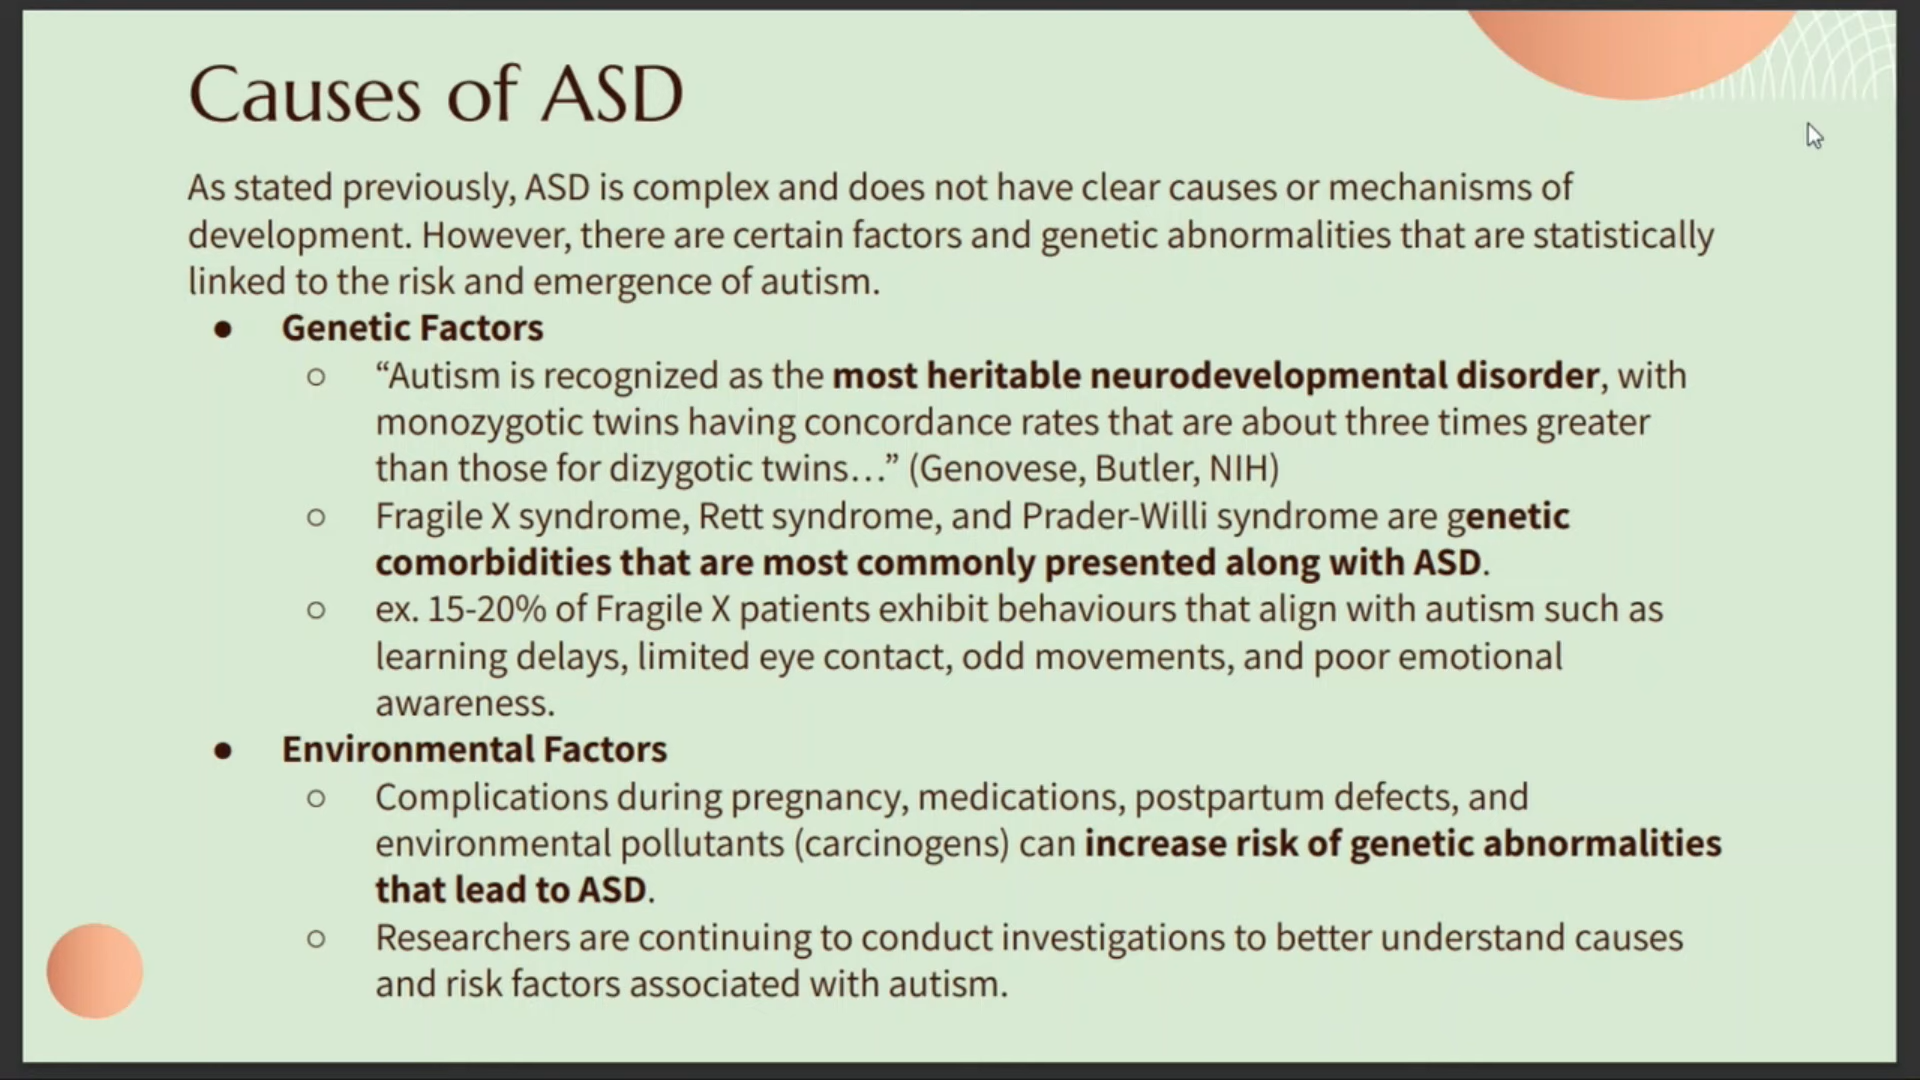 Causes of ASD
As stated previously, ASD is complex and does not have clear causes or mechanisms of
development. However, there are certain factors and genetic abnormalities that are statistically
linked to the risk and emergence of autism.
● Genetic Factors
○ “Autism is recognized as the most heritable neurodevelopmental disorder, with
monozygotic twins having concordance rates that are about three times greater
than those for dizygotic twins…” (Genovese, Butler, NIH)
○ Fragile X syndrome, Rett syndrome, and Prader-Willi syndrome are genetic
comorbidities that are most commonly presented along with ASD.
○ ex. 15-20% of Fragile X patients exhibit behaviours that align with autism such as
learning delays, limited eye contact, odd movements, and poor emotional
awareness.
● Environmental Factors
○ Complications during pregnancy, medications, postpartum defects, and
environmental pollutants (carcinogens) can increase risk of genetic abnormalities
that lead to ASD.
○ Researchers are continuing to conduct investigations to better understand causes
and risk factors associated with autism.